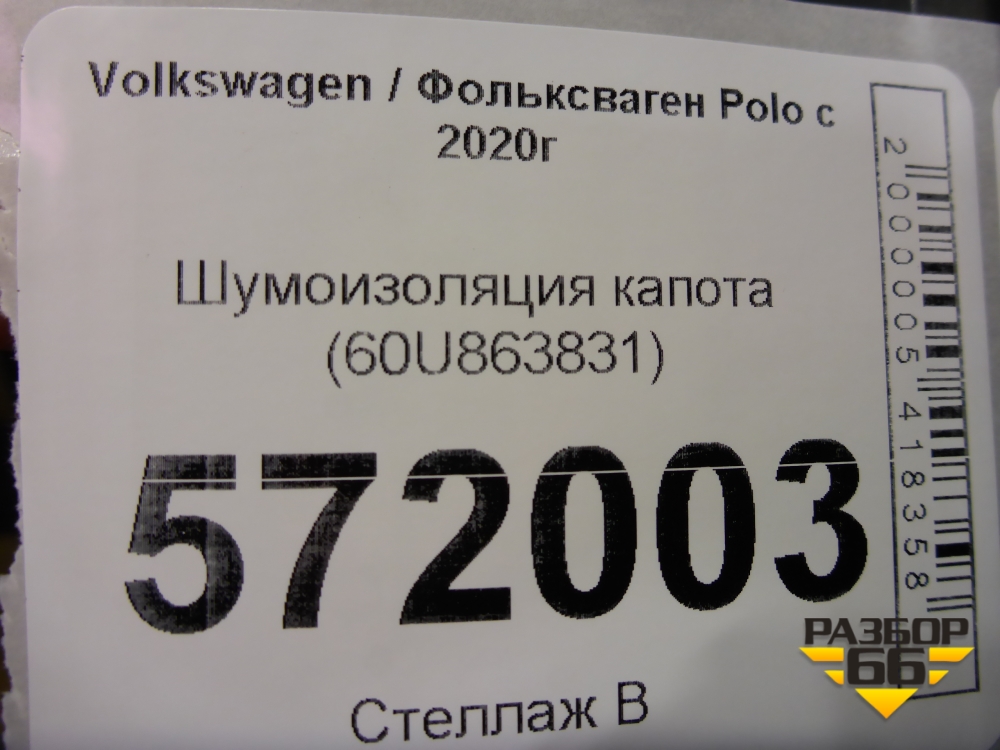 Volkswagen / Фольксваген Polo с
2020г
Шумоизоляция капота
(60U863831)
572003
Стеллаж В
2000005418358
РАЗБОР
66